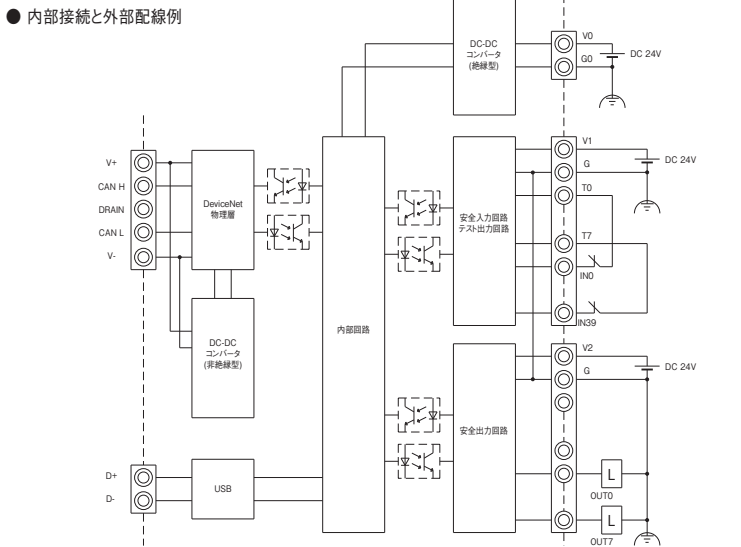 ● 内部接続と外部配線例
DC-DC
コンバータ
(絶縁型)
V0
G0
DC 24V
V+
CAN H
DRAIN
CAN L
V-
DeviceNet
物理層
DC-DC
コンバータ
(非絶縁型)
内部回路
安全入力回路
テスト出力回路
V1
G
T0
T7
IN0
IN39
DC 24V
安全出力回路
V2
G
DC 24V
L
OUT0
L
OUT7
D+
D-
USB